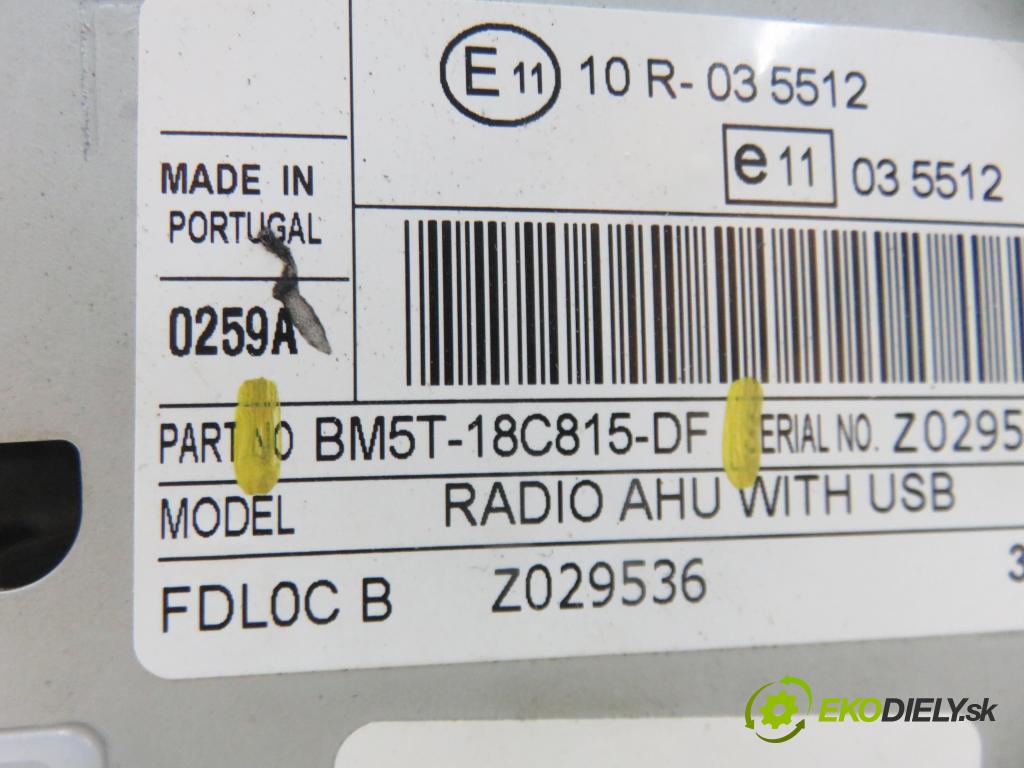 E 11 10 R- 03 5512
e 11 03 5512
MADE IN
PORTUGAL
0259A
PART NO BM5T-18C815-DF SERIAL NO. Z0295
MODEL RADIO AHU WITH USB
FDL0C B Z029536 3
EKODIELY.sk